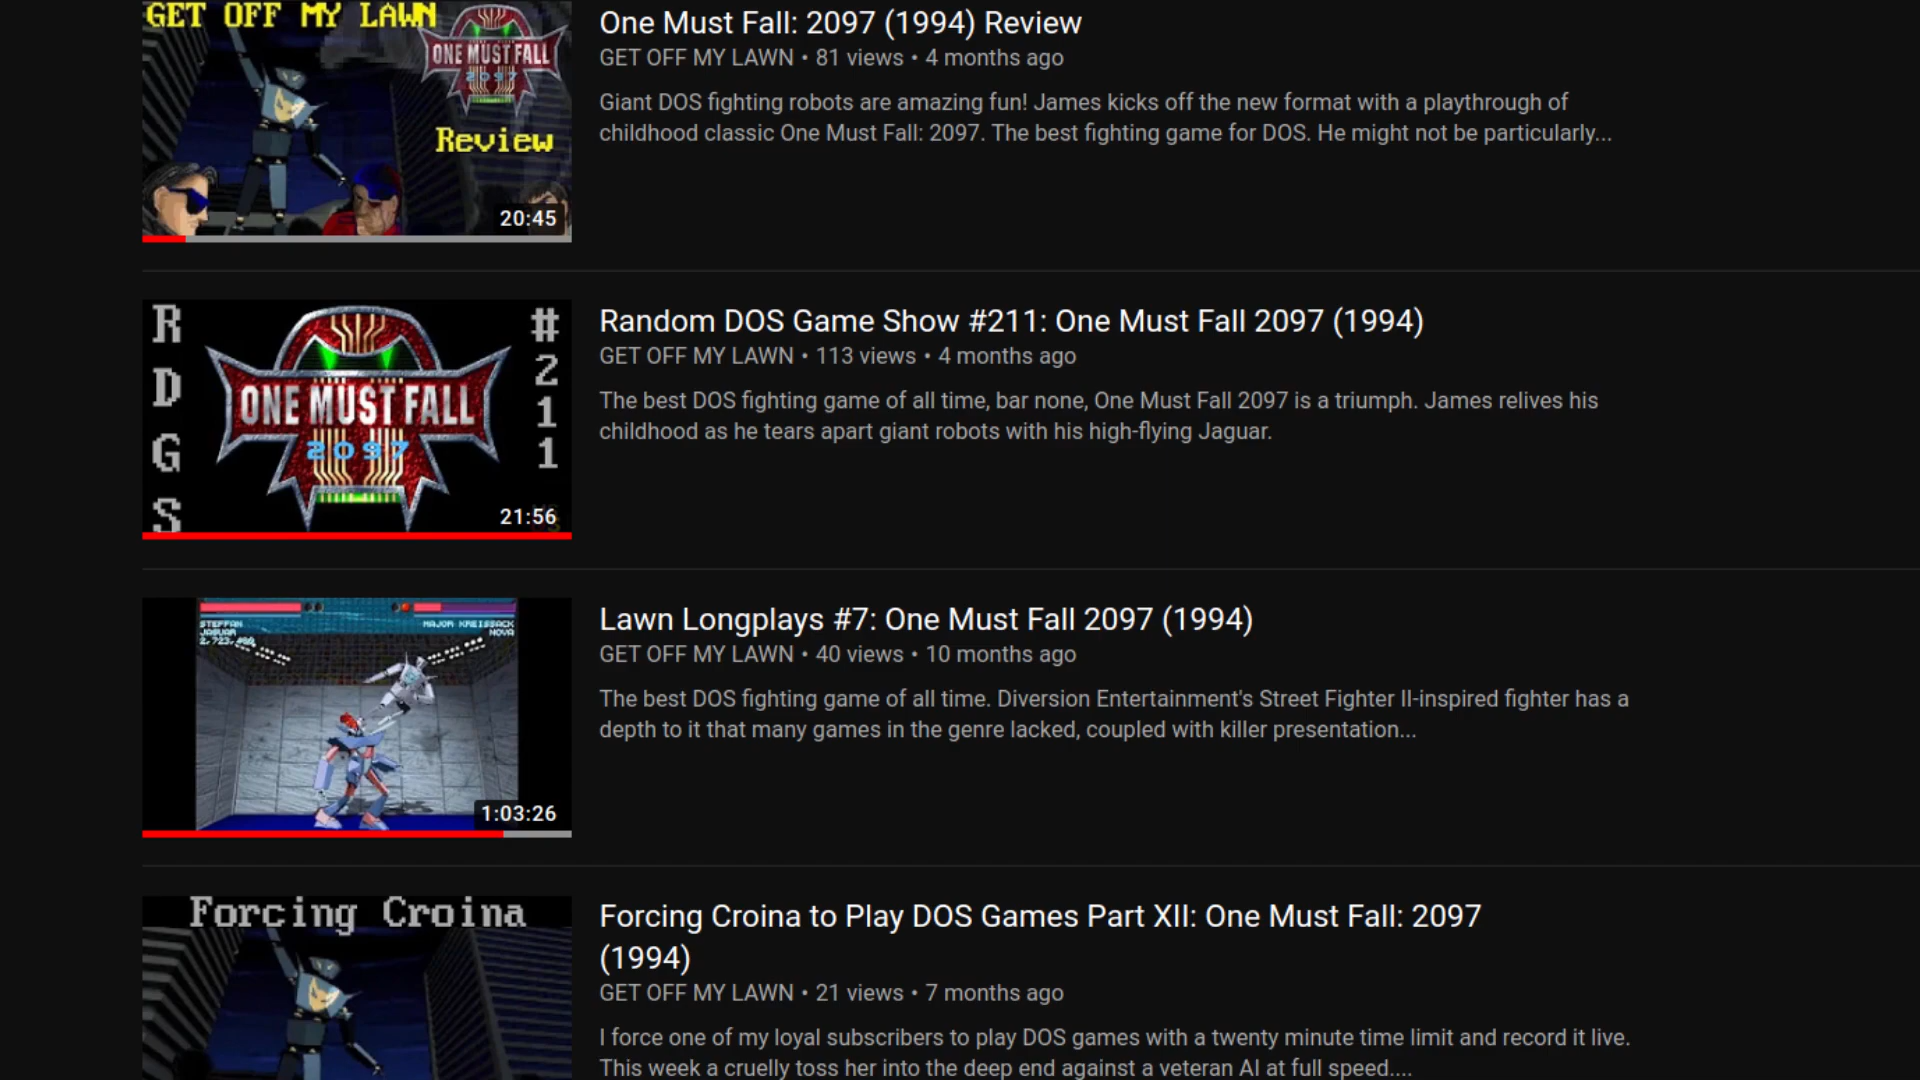 GET OFF MY LAWN
ONE MUST FALL
2097
Review
20:45
One Must Fall: 2097 (1994) Review
GET OFF MY LAWN • 81 views • 4 months ago
Giant DOS fighting robots are amazing fun! James kicks off the new format with a playthrough of
childhood classic One Must Fall: 2097. The best fighting game for DOS. He might not be particularly...
RDGS
#211
ONE MUST FALL
2097
21:56
Random DOS Game Show #211: One Must Fall 2097 (1994)
GET OFF MY LAWN • 113 views • 4 months ago
The best DOS fighting game of all time, bar none, One Must Fall 2097 is a triumph. James relives his
childhood as he tears apart giant robots with his high-flying Jaguar.
STEFFAN
JAGUAR
MAJOR KREISSACK
NOVA
1:03:26
Lawn Longplays #7: One Must Fall 2097 (1994)
GET OFF MY LAWN • 40 views • 10 months ago
The best DOS fighting game of all time. Diversion Entertainment's Street Fighter II-inspired fighter has a
depth to it that many games in the genre lacked, coupled with killer presentation...
Forcing Croina
Forcing Croina to Play DOS Games Part XII: One Must Fall: 2097
(1994)
GET OFF MY LAWN • 21 views • 7 months ago
I force one of my loyal subscribers to play DOS games with a twenty minute time limit and record it live.
This week a cruelly toss her into the deep end against a veteran AI at full speed....